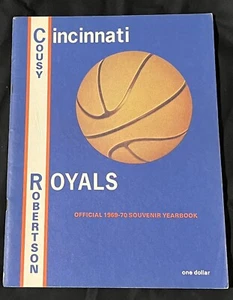 Cincinnati
COUSY
ROYALS
ROBERTSON
OFFICIAL 1969-70 SOUVENIR YEARBOOK
one dollar